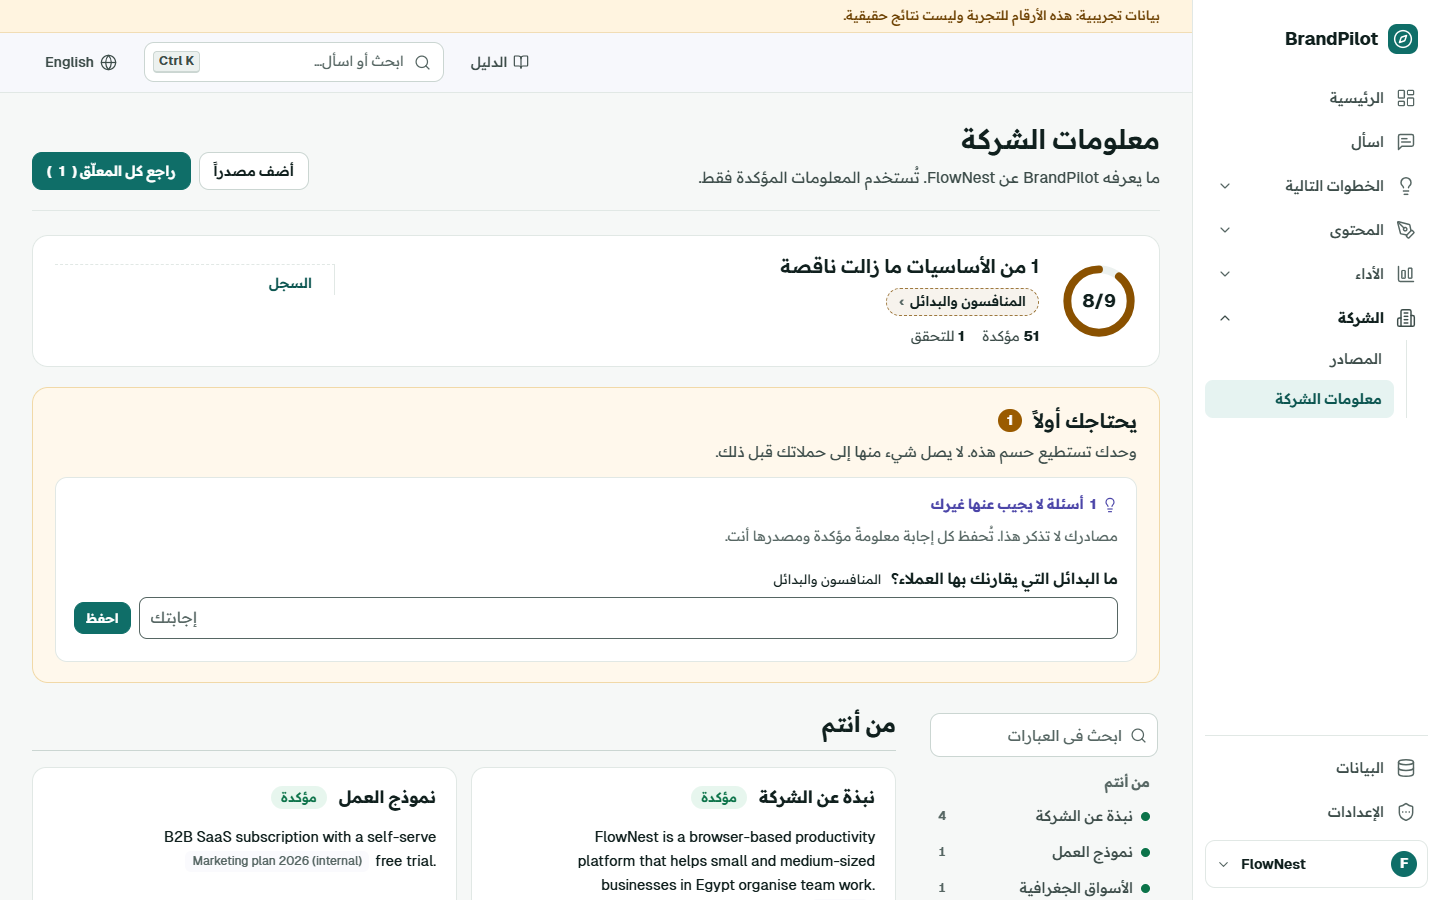 بيانات تجريبية: هذه الأرقام للتجربة وليست نتائج حقيقية.
BrandPilot
الرئيسية
اسأل
الخطوات التالية
المحتوى
الأداء
الشركة
المصادر
معلومات الشركة
البيانات
الإعدادات
F FlowNest
الدليل
ابحث أو اسأل... Ctrl K
English
معلومات الشركة
ما يعرفه BrandPilot عن FlowNest. تُستخدم المعلومات المؤكدة فقط.
أضف مصدراً
راجع كل المعلّق ( 1 )
8/9
1 من الأساسيات ما زالت ناقصة
المنافسون والبدائل ›
51 مؤكدة 1 للتحقق
السجل
يحتاجك أولاً 1
وحدك تستطيع حسم هذه. لا يصل شيء منها إلى حملاتك قبل ذلك.
1 أسئلة لا يجيب عنها غيرك
مصادرك لا تذكر هذا. تُحفظ كل إجابة معلومةً مؤكدة ومصدرها أنت.
ما البدائل التي يقارنك بها العملاء؟ المنافسون والبدائل
إجابتك
احفظ
ابحث في العبارات
من أنتم
نبذة عن الشركة 4
نموذج العمل 1
الأسواق الجغرافية 1
من أنتم
نبذة عن الشركة مؤكدة
FlowNest is a browser-based productivity
platform that helps small and medium-sized
businesses in Egypt organise team work.
نموذج العمل مؤكدة
B2B SaaS subscription with a self-serve
free trial. Marketing plan 2026 (internal)